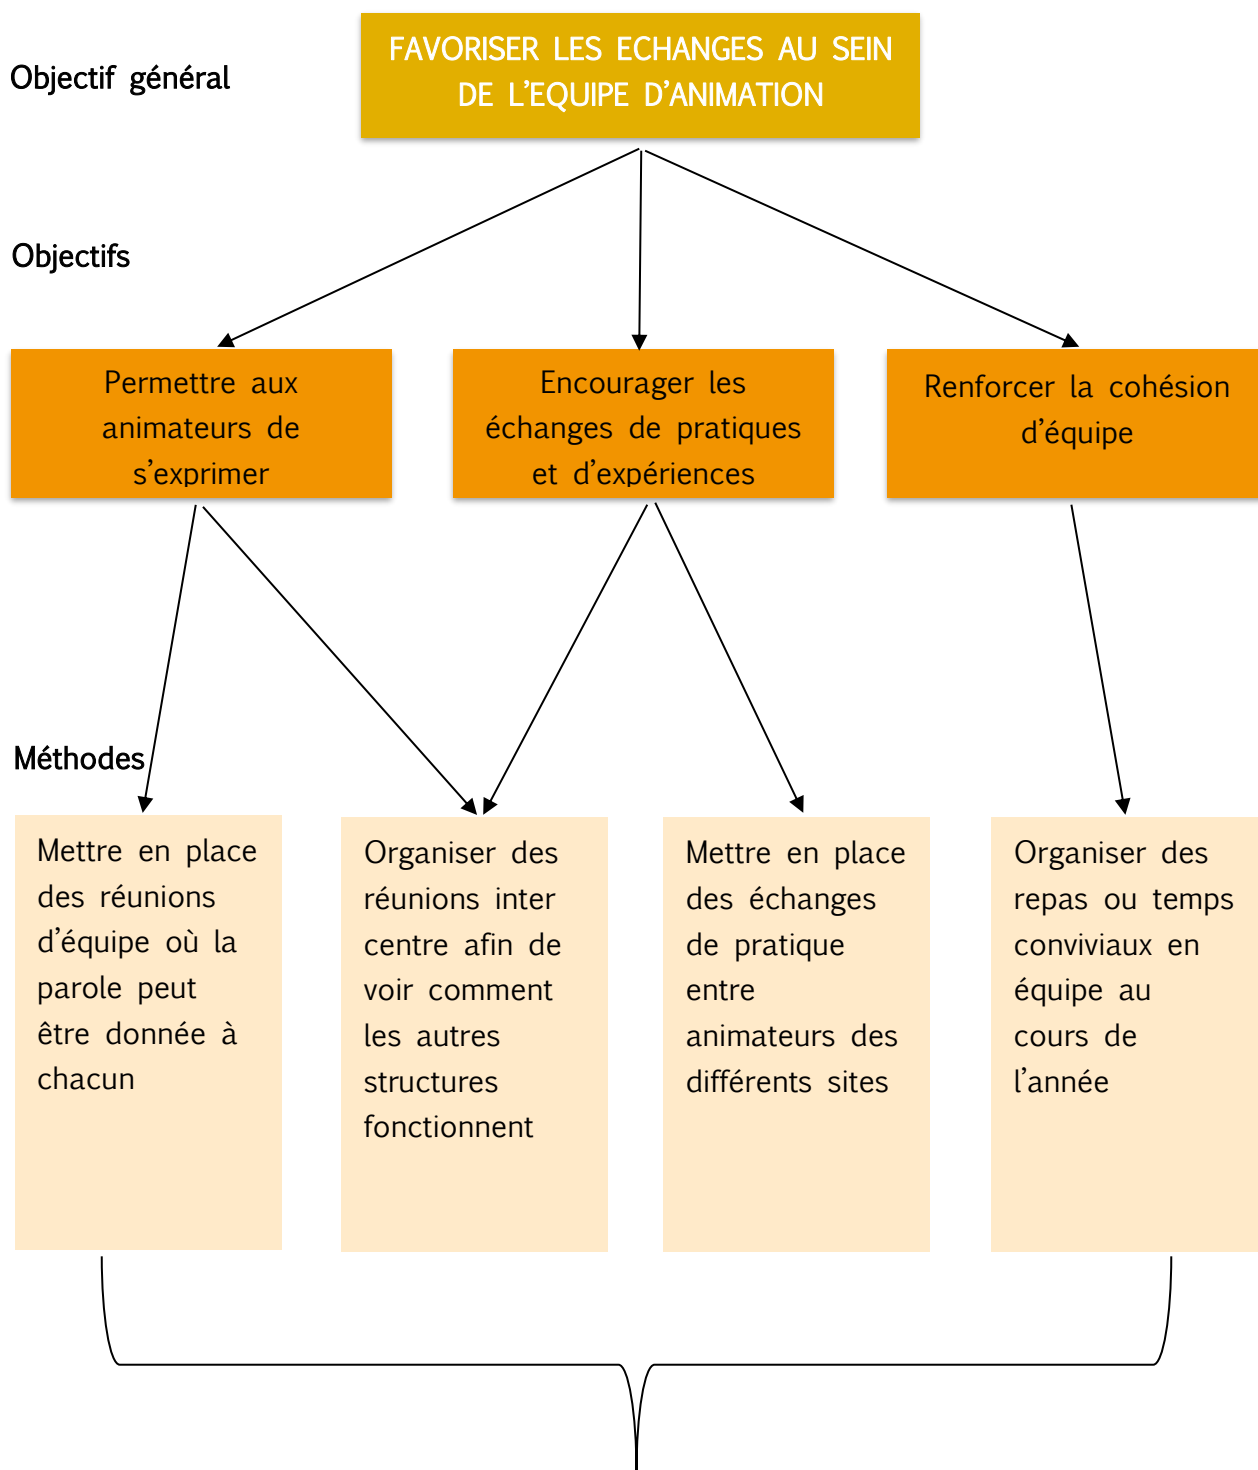 Objectif général
FAVORISER LES ECHANGES AU SEIN
DE L’EQUIPE D’ANIMATION
Objectifs
Permettre aux
animateurs de
s’exprimer
Encourager les
échanges de pratiques
et d’expériences
Renforcer la cohésion
d’équipe
Méthodes
Mettre en place
des réunions
d’équipe où la
parole peut
être donnée à
chacun
Organiser des
réunions inter
centre afin de
voir comment
les autres
structures
fonctionnent
Mettre en place
des échanges
de pratique
entre
animateurs des
différents sites
Organiser des
repas ou temps
conviviaux en
équipe au
cours de
l’année